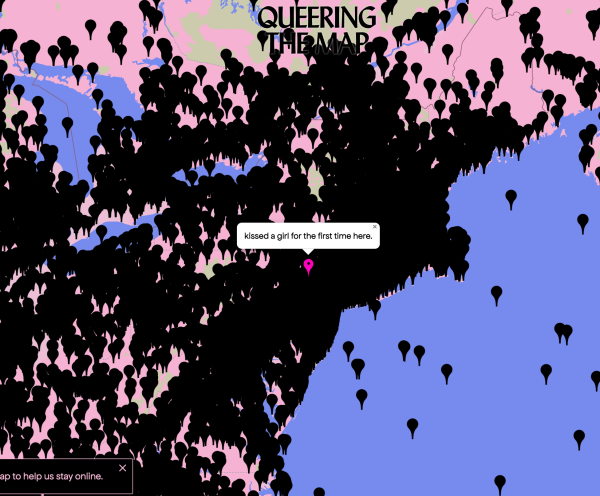 QUEERING
THE MAP
kissed a girl for the first time here.
ap to help us stay online.